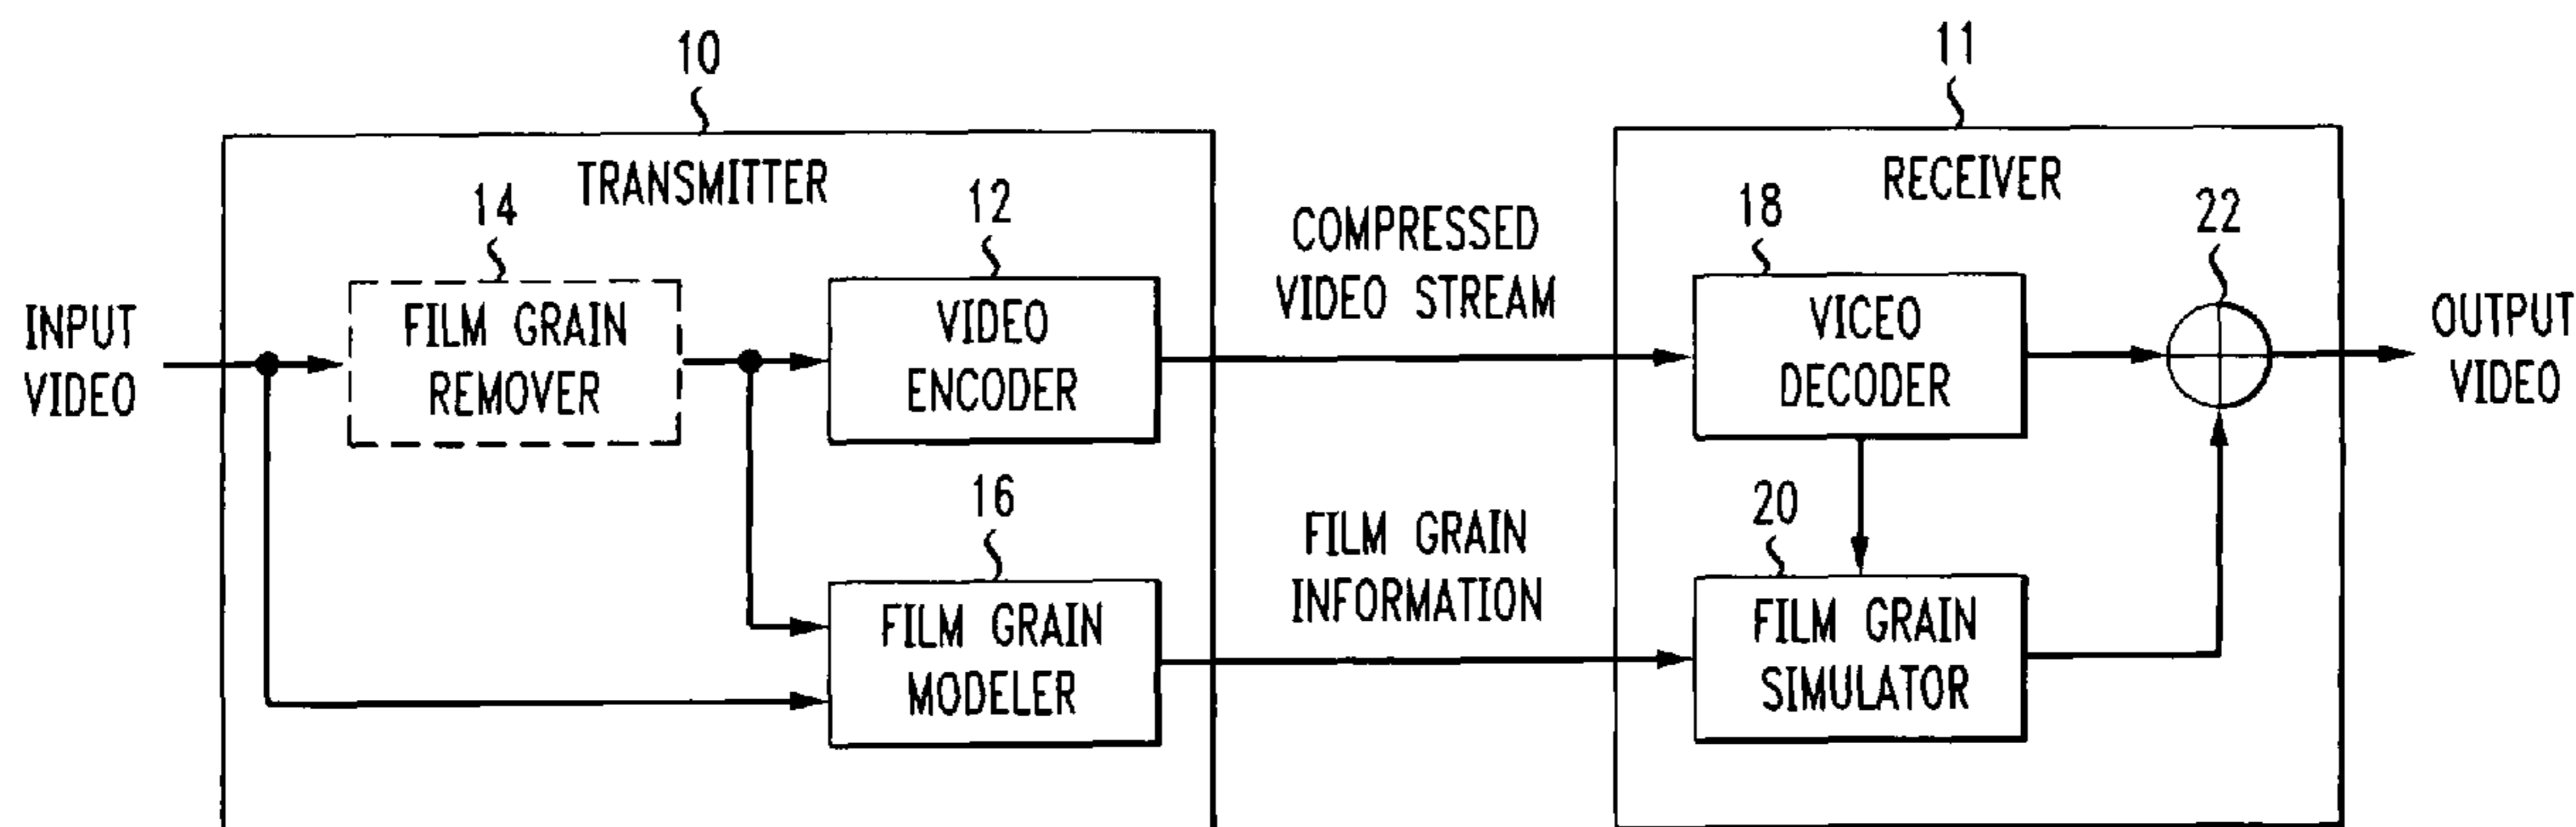 10
11
TRANSMITTER
RECEIVER
14
12
18
22
INPUT
VIDEO
FILM GRAIN
REMOVER
VIDEO
ENCODER
COMPRESSED
VIDEO STREAM
VICEO
DECODER
OUTPUT
VIDEO
16
20
FILM GRAIN
MODELER
FILM GRAIN
INFORMATION
FILM GRAIN
SIMULATOR